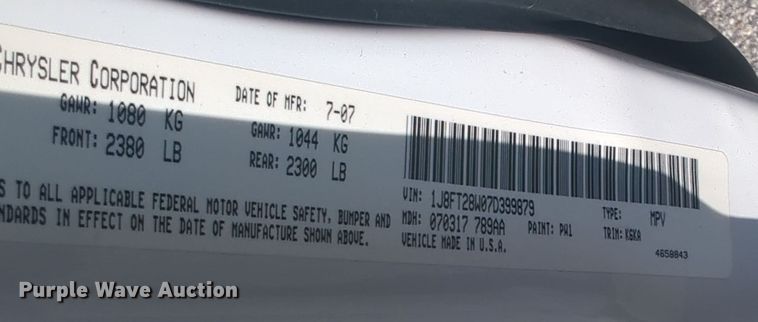 CHRYSLER CORPORATION
DATE OF MFR: 7-07
GAWR: 1080 KG
GAWR: 1044 KG
FRONT: 2380 LB
REAR: 2300 LB
S TO ALL APPLICABLE FEDERAL MOTOR VEHICLE SAFETY, BUMPER AND
NDARDS IN EFFECT ON THE DATE OF MANUFACTURE SHOWN ABOVE.
VIN: 1J8FT28W07D399879
TYPE: MPV
MDH: 070317 789AA
PAINT: PW1
TRIM: KGKA
VEHICLE MADE IN U.S.A.
4658843
Purple Wave Auction